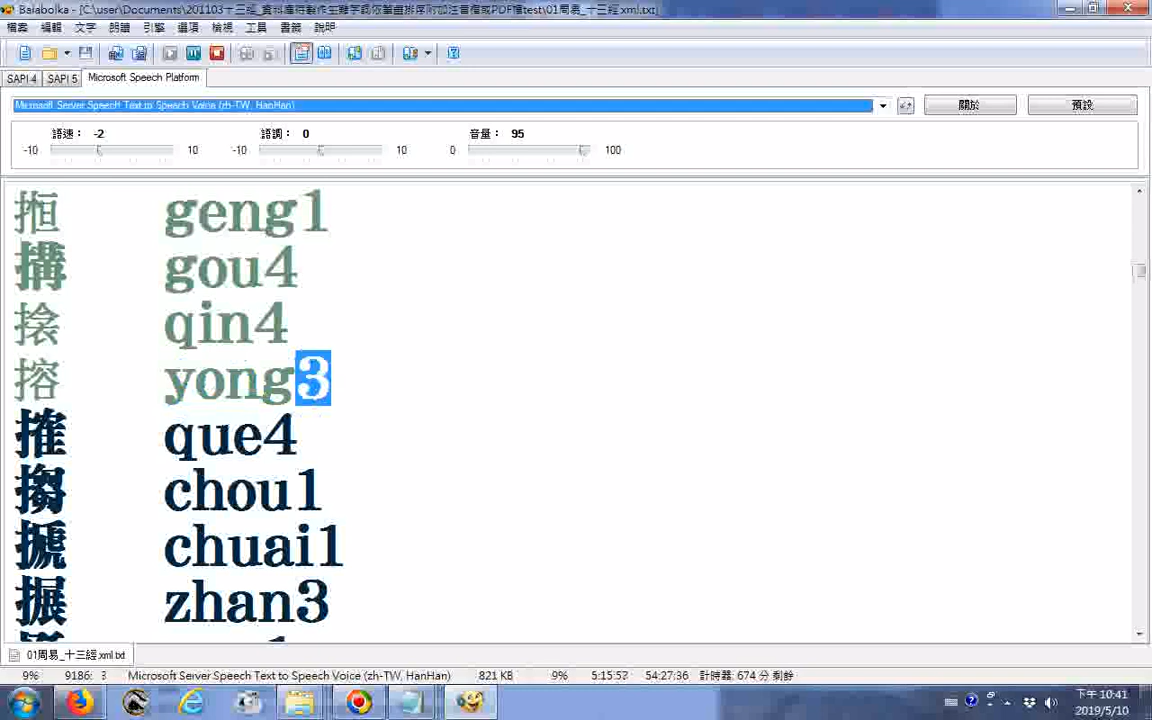 Balabolka - [C:\user\Documents\201103十三經_資料庫待製作生難字詞依筆畫排序附加注音檔或PDF檔test\01周易_十三經.xml.txt]
檔案 編輯 文字 朗讀 引擎 選項 檢視 工具 書籤 說明
SAPI 4 SAPI 5 Microsoft Speech Platform
Microsoft Server Speech Text to Speech Voice (zh-TW, HanHan) 關於 預設
語速： -2 語調： 0 音量： 95
-10 10 -10 10 0 100
搄 geng1
搆 gou4
搇 qin4
搈 yong3
搉 que4
搊 chou1
搋 chuai1
搌 zhan3
01周易_十三經.xml.txt
9% 9186: 3 Microsoft Server Speech Text to Speech Voice (zh-TW, HanHan) 821 KB 9% 5:15:57 54:27:36 計時器: 674 分 剩餘
下午 10:41
2019/5/10